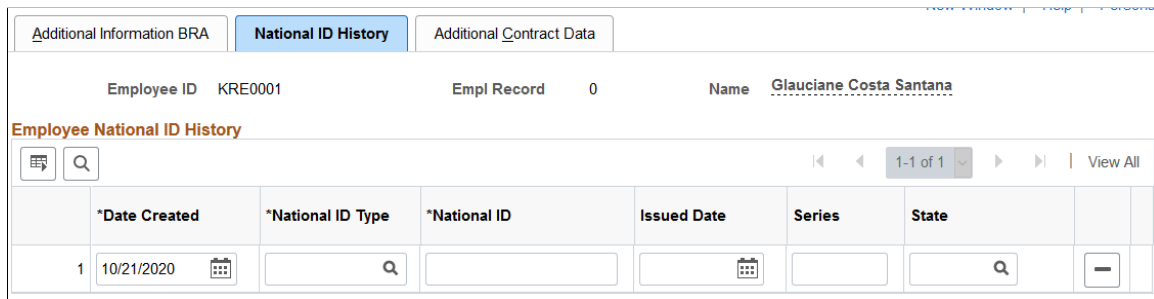 Additional Information BRA National ID History Additional Contract Data
Employee ID KRE0001 Empl Record 0 Name Glauciane Costa Santana
Employee National ID History
1-1 of 1 | View All
*Date Created *National ID Type *National ID Issued Date Series State
1 10/21/2020